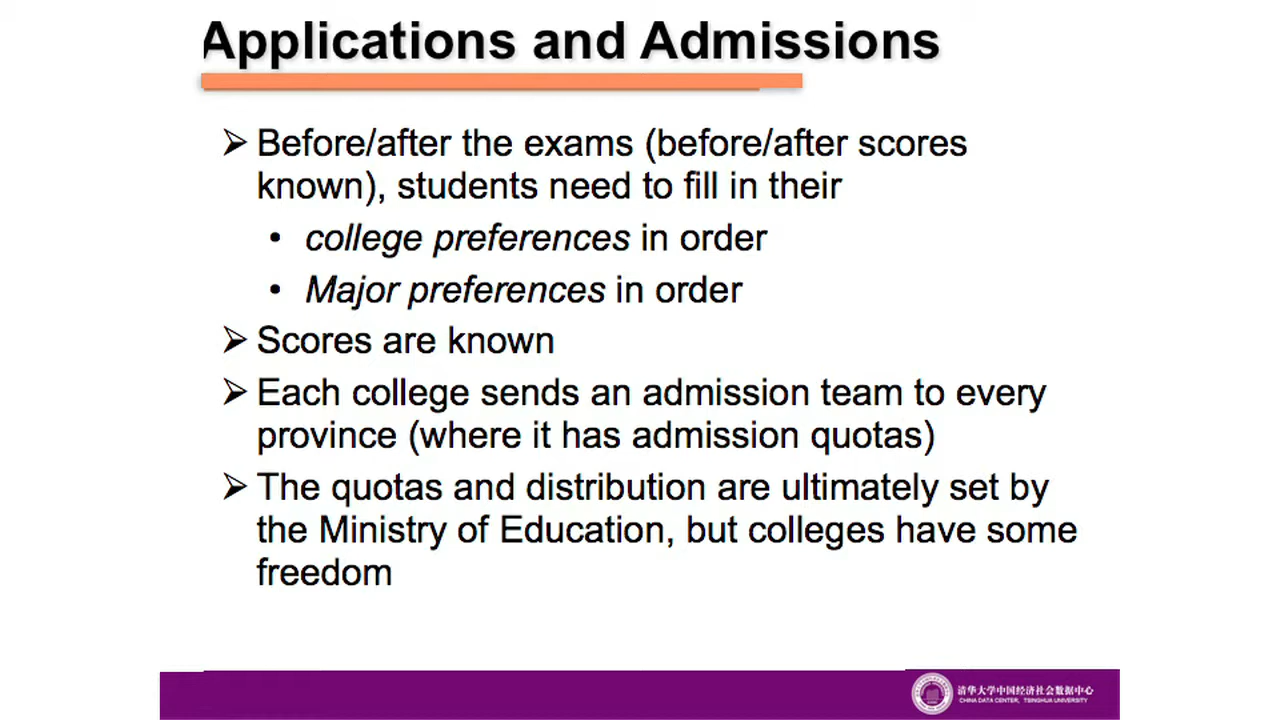 Applications and Admissions
➢ Before/after the exams (before/after scores
known), students need to fill in their
• college preferences in order
• Major preferences in order
➢ Scores are known
➢ Each college sends an admission team to every
province (where it has admission quotas)
➢ The quotas and distribution are ultimately set by
the Ministry of Education, but colleges have some
freedom
清华大学中国经济社会数据中心
CHINA DATA CENTER, TSINGHUA UNIVERSITY